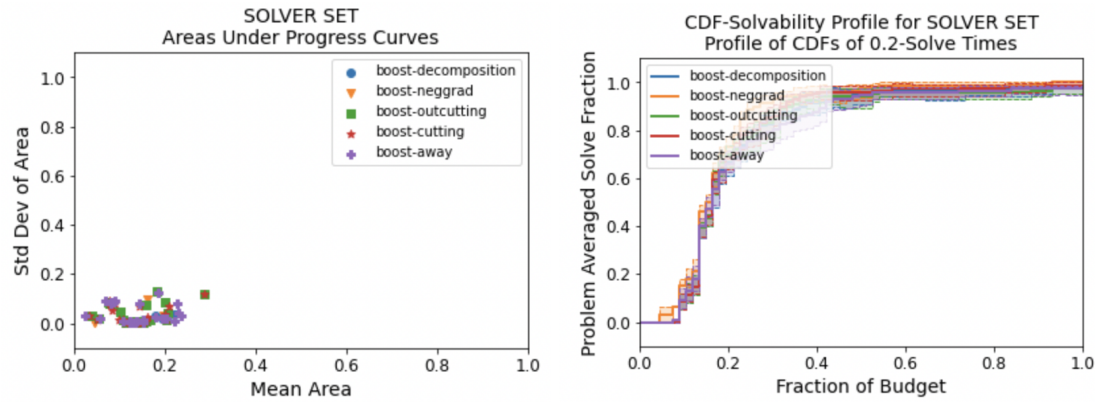 SOLVER SET
Areas Under Progress Curves
Std Dev of Area
1.0
0.8
0.6
0.4
0.2
0.0
boost-decomposition
boost-neggrad
boost-outcutting
boost-cutting
boost-away
0.0
0.2
0.4
0.6
0.8
1.0
Mean Area
CDF-Solvability Profile for SOLVER SET
Profile of CDFs of 0.2-Solve Times
Problem Averaged Solve Fraction
1.0
0.8
0.6
0.4
0.2
0.0
boost-decomposition
boost-neggrad
boost-outcutting
boost-cutting
boost-away
0.0
0.2
0.4
0.6
0.8
1.0
Fraction of Budget